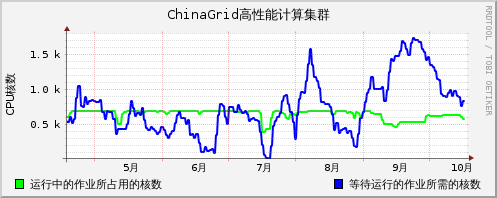 ChinaGrid高性能计算集群
RRDTOOL / TOBI OETIKER
CPU核数
1.5 k
1.0 k
0.5 k
5月 6月 7月 8月 9月 10月
运行中的作业所占用的核数 等待运行的作业所需的核数